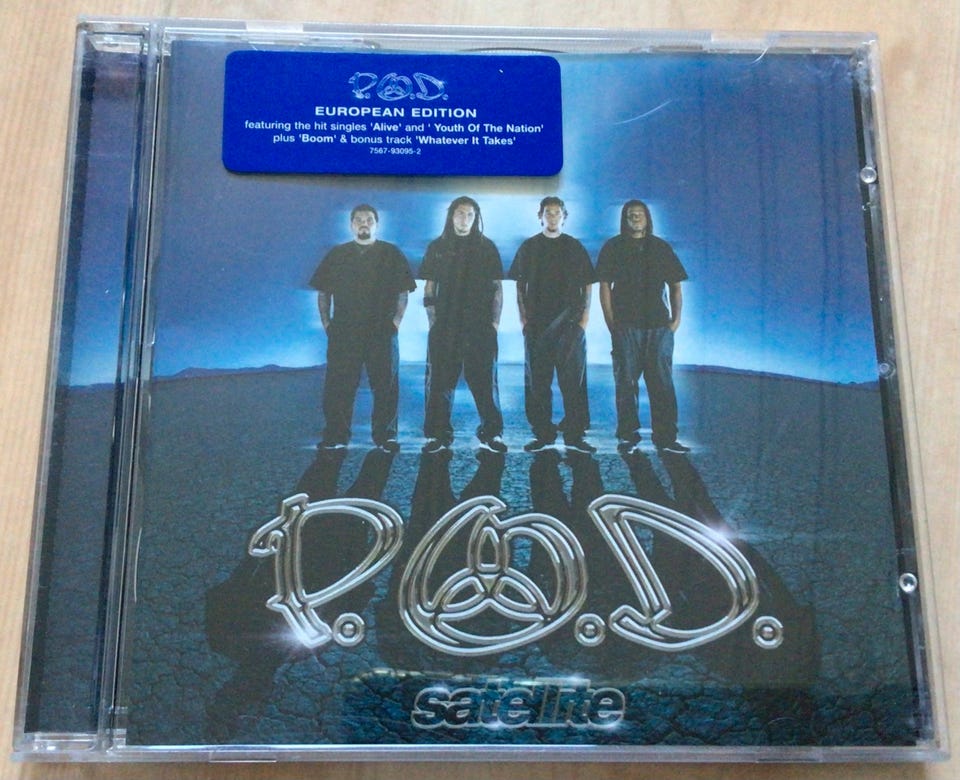 P.O.D.
EUROPEAN EDITION
featuring the hit singles 'Alive' and ' Youth Of The Nation'
plus 'Boom' & bonus track 'Whatever It Takes'
7567-93095-2
P.O.D.
satellite